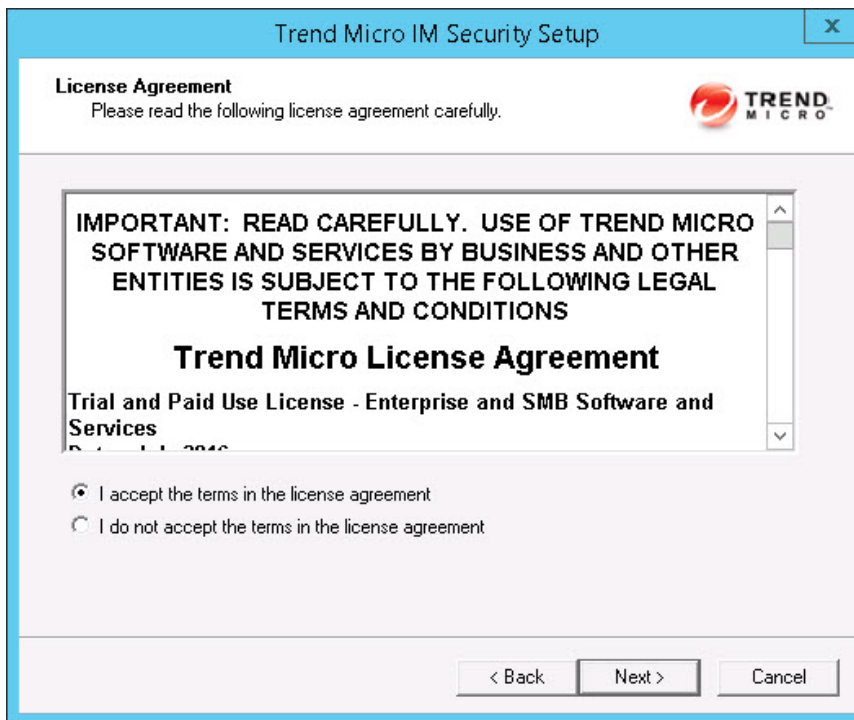 Trend Micro IM Security Setup
x
License Agreement
Please read the following license agreement carefully.
TREND
MICRO
IMPORTANT: READ CAREFULLY. USE OF TREND MICRO
SOFTWARE AND SERVICES BY BUSINESS AND OTHER
ENTITIES IS SUBJECT TO THE FOLLOWING LEGAL
TERMS AND CONDITIONS
Trend Micro License Agreement
Trial and Paid Use License - Enterprise and SMB Software and
Services
I accept the terms in the license agreement
I do not accept the terms in the license agreement
< Back
Next >
Cancel